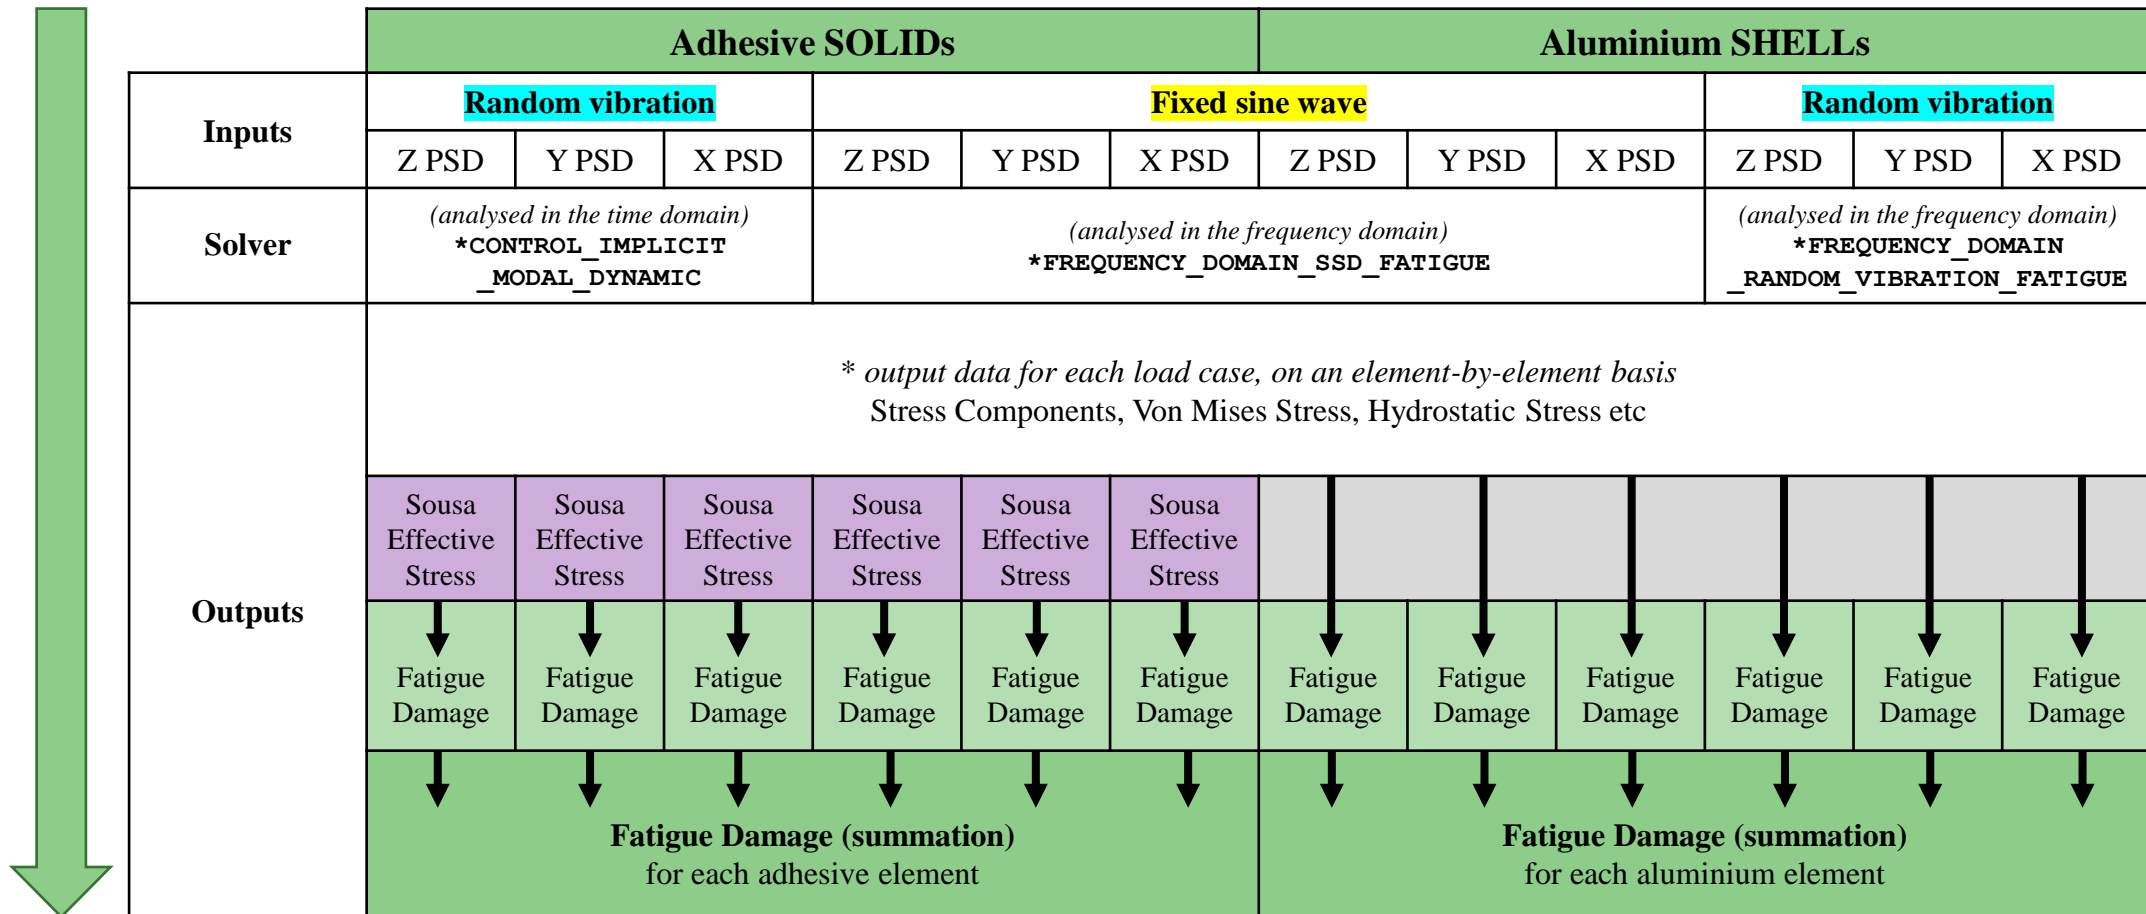 Adhesive SOLIDs Aluminium SHELLs
Inputs
Random vibration Fixed sine wave Random vibration
Z PSD Y PSD X PSD Z PSD Y PSD X PSD Z PSD Y PSD X PSD Z PSD Y PSD X PSD
Solver
(analysed in the time domain)
*CONTROL_IMPLICIT
_MODAL_DYNAMIC
(analysed in the frequency domain)
*FREQUENCY_DOMAIN_SSD_FATIGUE
(analysed in the frequency domain)
*FREQUENCY_DOMAIN
_RANDOM_VIBRATION_FATIGUE
Outputs
* output data for each load case, on an element-by-element basis
Stress Components, Von Mises Stress, Hydrostatic Stress etc
Sousa Sousa Sousa Sousa Sousa Sousa
Effective Effective Effective Effective Effective Effective
Stress Stress Stress Stress Stress Stress
Fatigue Fatigue Fatigue Fatigue Fatigue Fatigue Fatigue Fatigue Fatigue Fatigue Fatigue Fatigue
Damage Damage Damage Damage Damage Damage Damage Damage Damage Damage Damage Damage
Fatigue Damage (summation)
for each adhesive element
Fatigue Damage (summation)
for each aluminium element